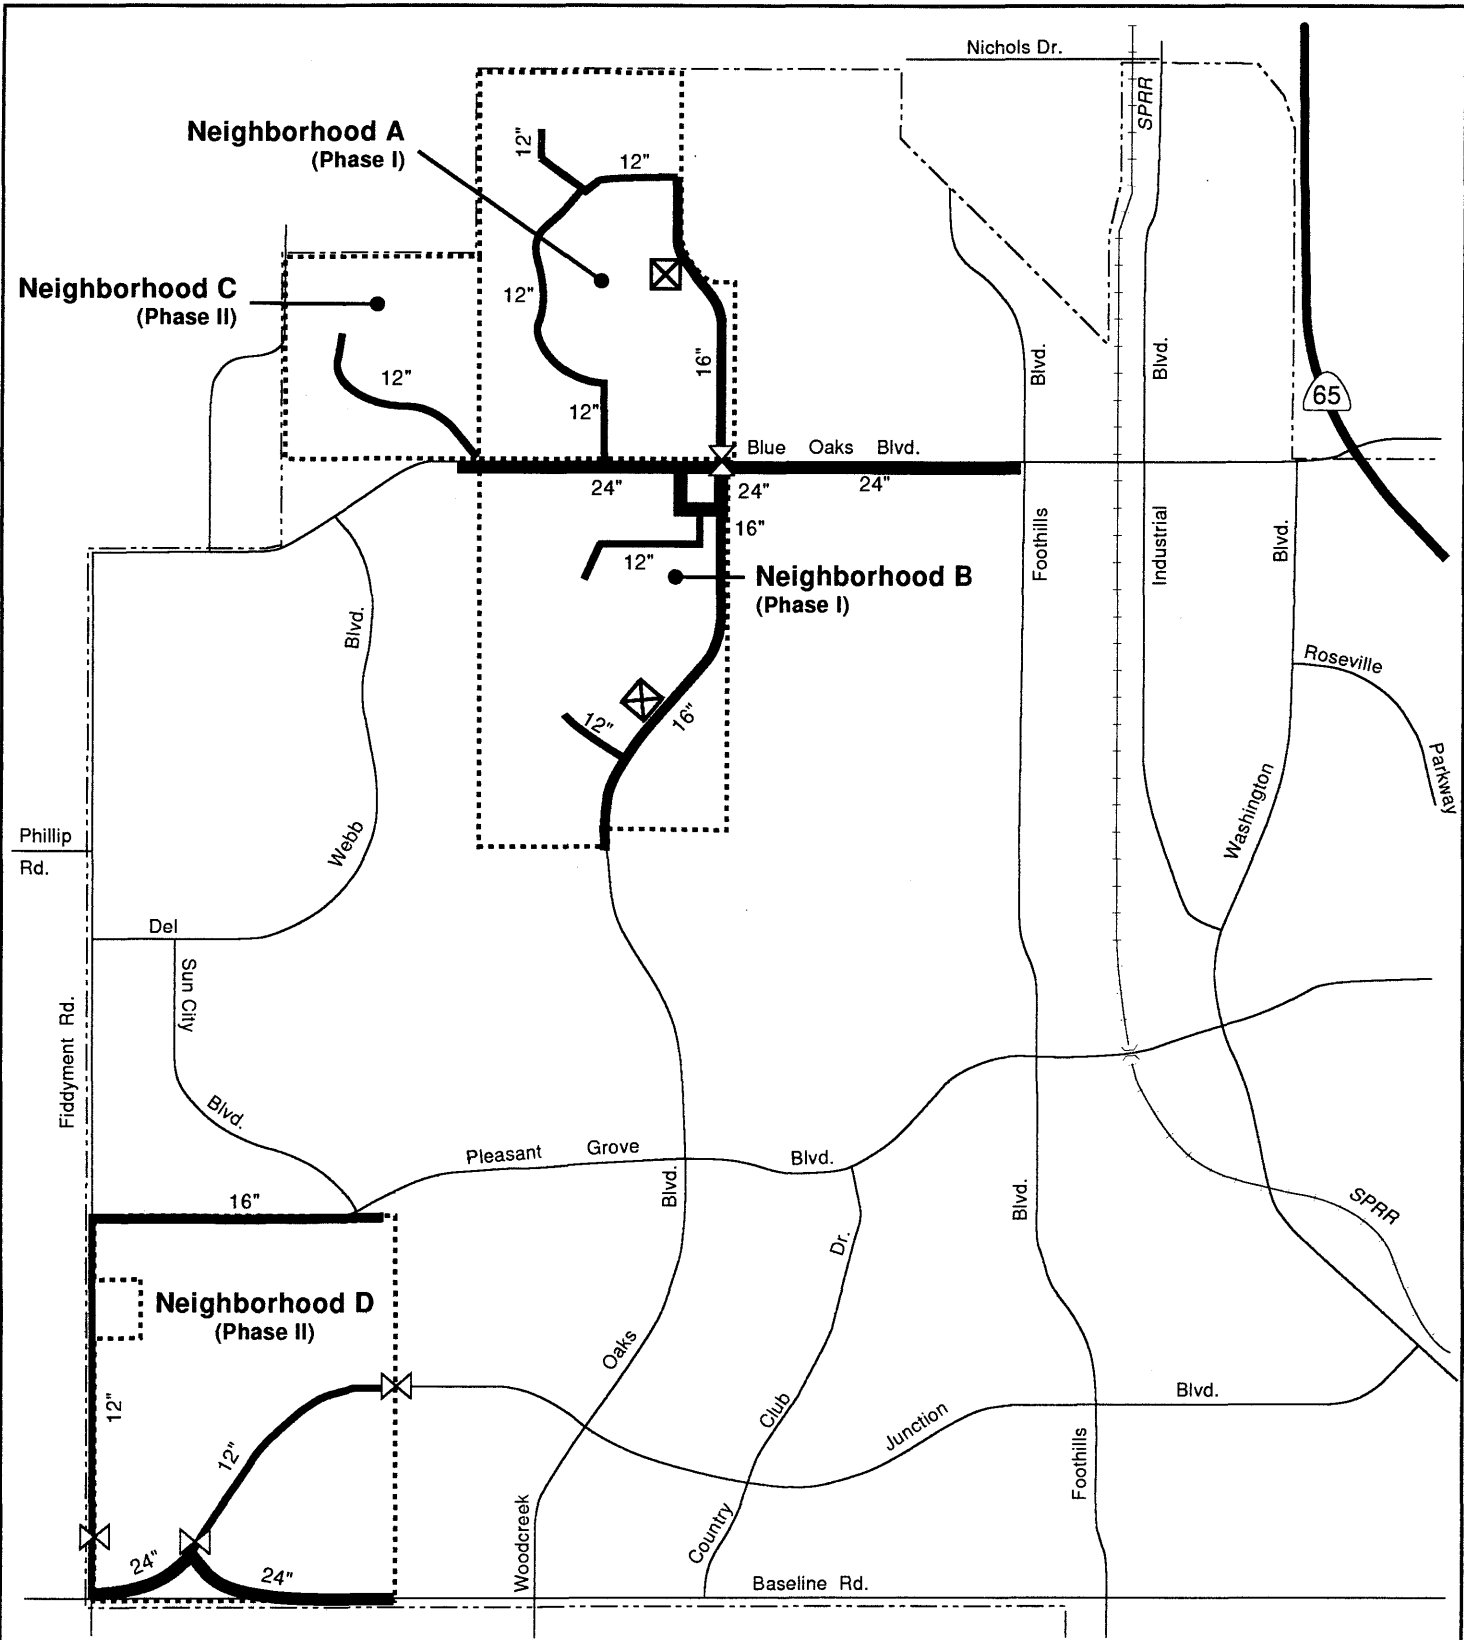 Nichols Dr.
SPRR
Neighborhood A
(Phase I)
12"
12"
Neighborhood C
(Phase II)
12"
12"
12"
16"
Blvd.
Blvd.
65
Blue Oaks Blvd.
24"
24"
24"
16"
12"
Neighborhood B
(Phase I)
Foothills
Industrial
Blvd.
Blvd.
Roseville
Parkway
12"
16"
Webb
Washington
Phillip
Rd.
Del
Sun City
Fiddyment Rd.
Blvd.
Pleasant Grove Blvd.
Blvd.
Blvd.
16"
SPRR
Dr.
Neighborhood D
(Phase II)
Oaks
12"
12"
Club
Junction
Blvd.
Foothills
Woodcreek
Country
24"
24"
Baseline Rd.